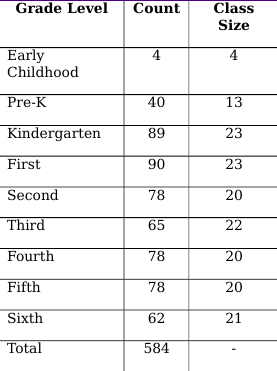 Grade Level Count Class
Size
Early 4 4
Childhood
Pre-K 40 13
Kindergarten 89 23
First 90 23
Second 78 20
Third 65 22
Fourth 78 20
Fifth 78 20
Sixth 62 21
Total 584 -